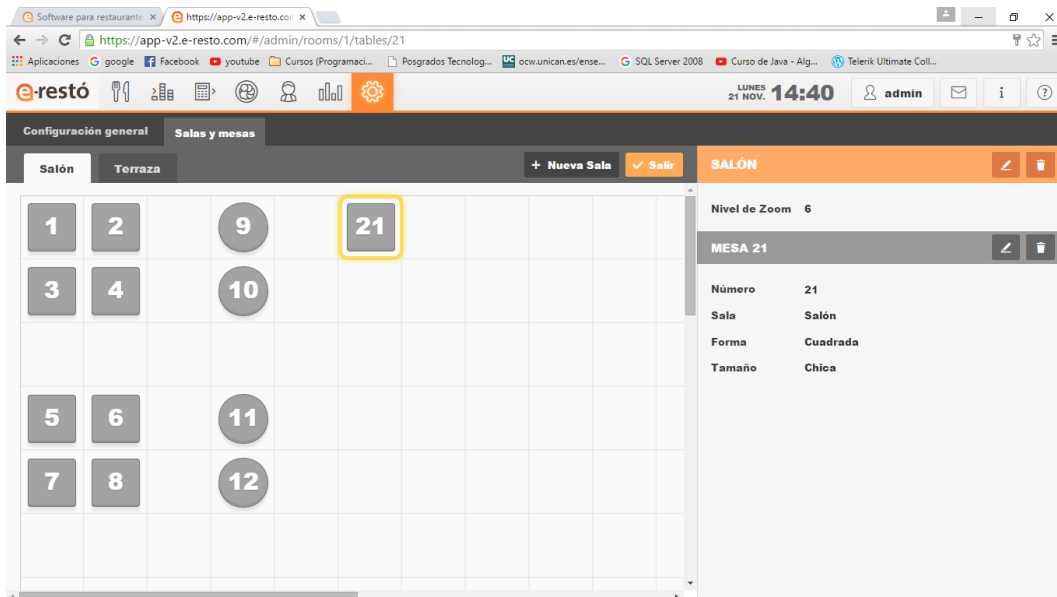 Software para restaurante
https://app-v2.e-resto.con
https://app-v2.e-resto.com/#/admin/rooms/1/tables/21
Aplicaciones google Facebook youtube Cursos (Programaci... Posgrados Tecnolog... UC ocw.unican.es/ense... SQL Server 2008 Curso de Java - Alg... Telerik Ultimate Coll...
e-restó LUNES 21 NOV. 14:40 admin i ?
Configuración general Salas y mesas
Salón Terraza + Nueva Sala Salir SALÓN
1 2 9 21
Nivel de Zoom 6
MESA 21
3 4 10
Número 21
Sala Salón
Forma Cuadrada
Tamaño Chica
5 6 11
7 8 12